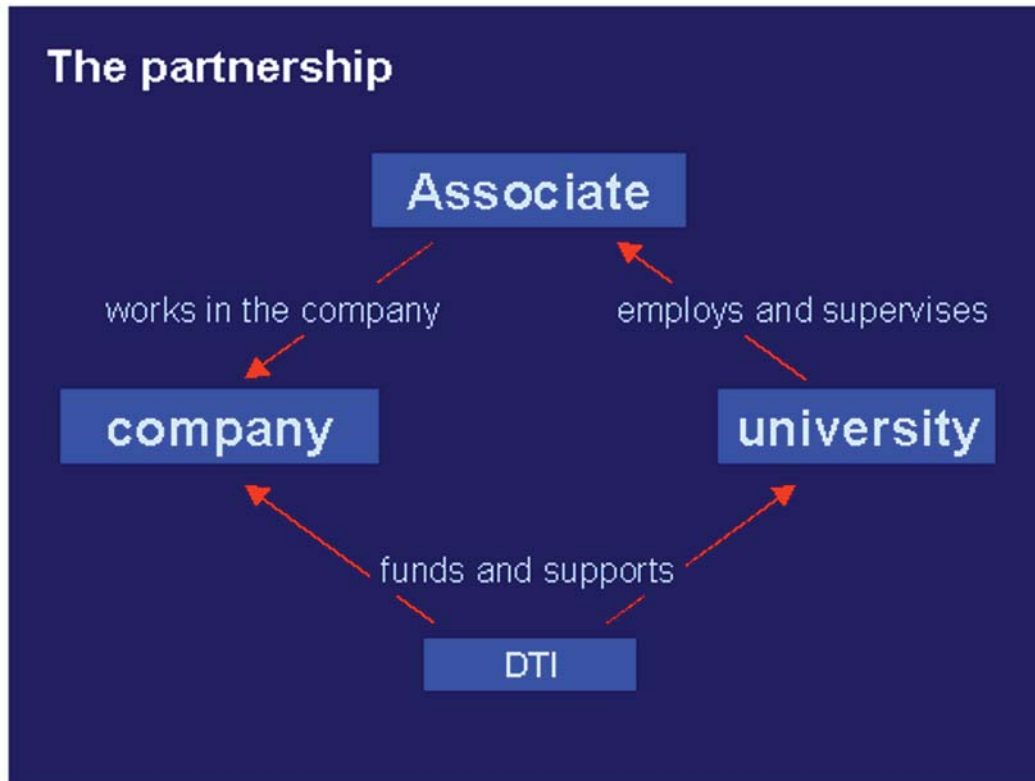 The partnership
Associate
works in the company
employs and supervises
company
university
funds and supports
DTI